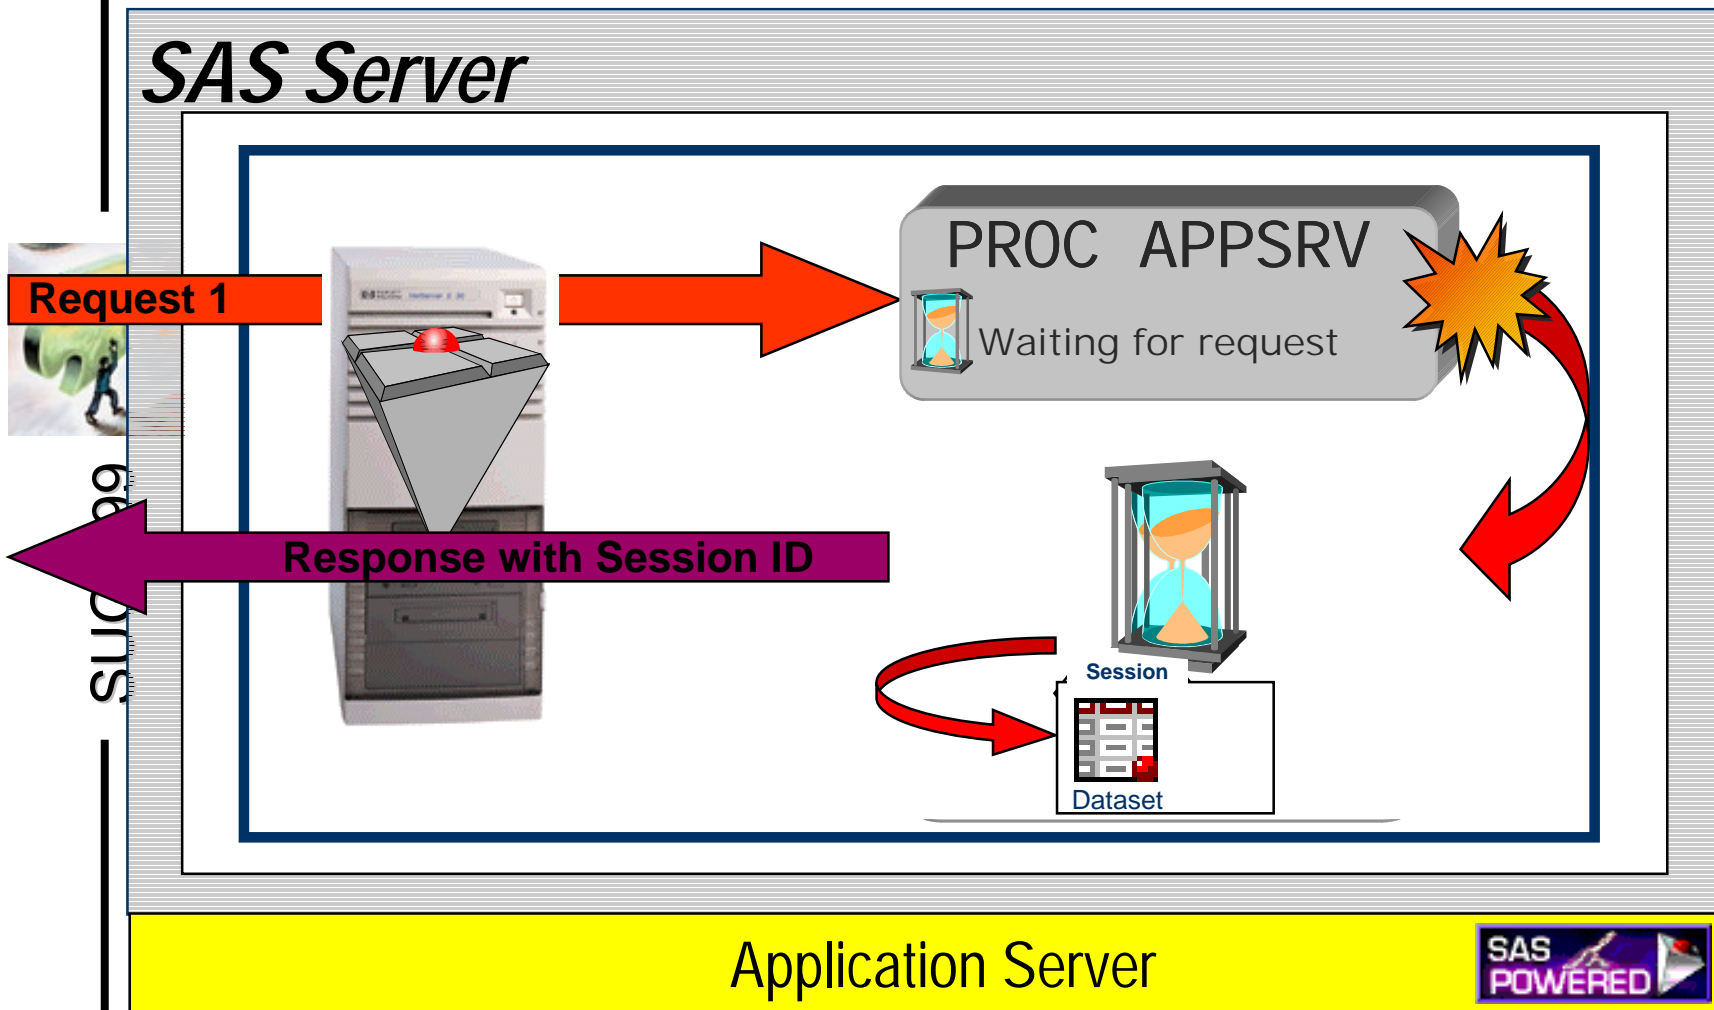 SAS Server
PROC APPSRV
Request 1
Waiting for request
Response with Session ID
Session
Dataset
Application Server
SAS
POWERED